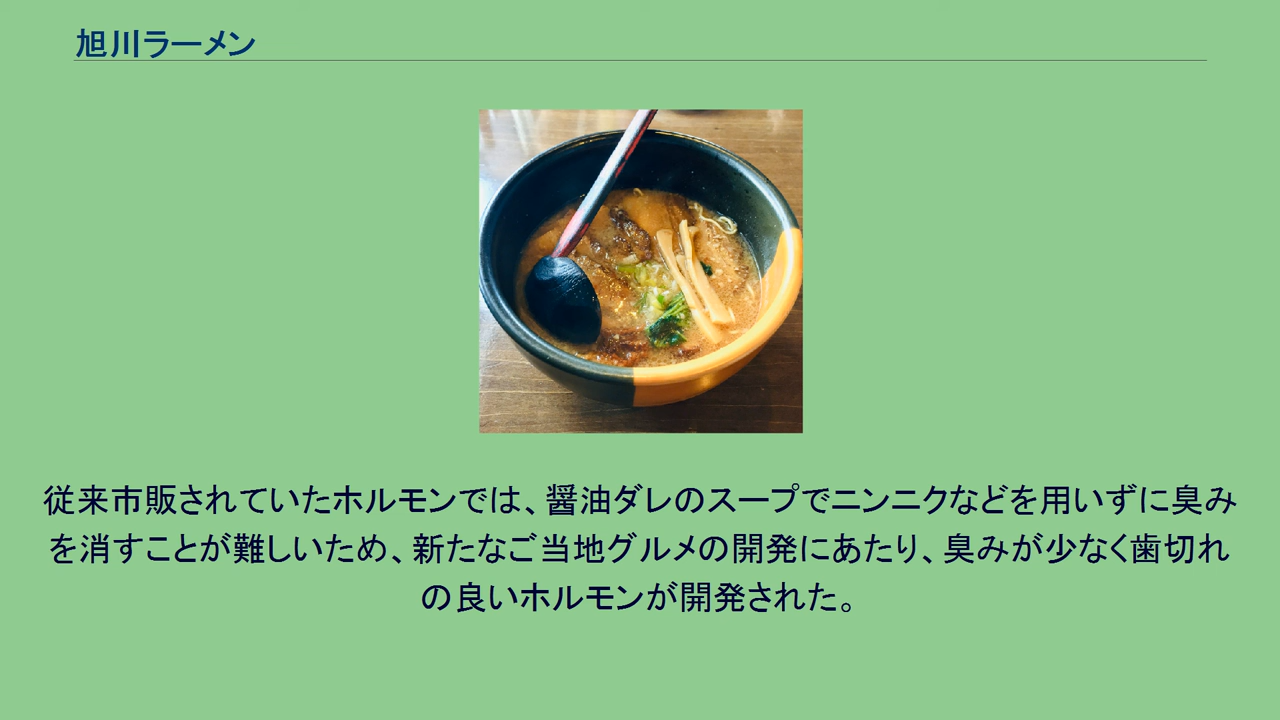 旭川ラーメン
従来市販されていたホルモンでは、醤油ダレのスープでニンニクなどを用いずに臭み
を消すことが難しいため、新たなご当地グルメの開発にあたり、臭みが少なく歯切れ
の良いホルモンが開発された。